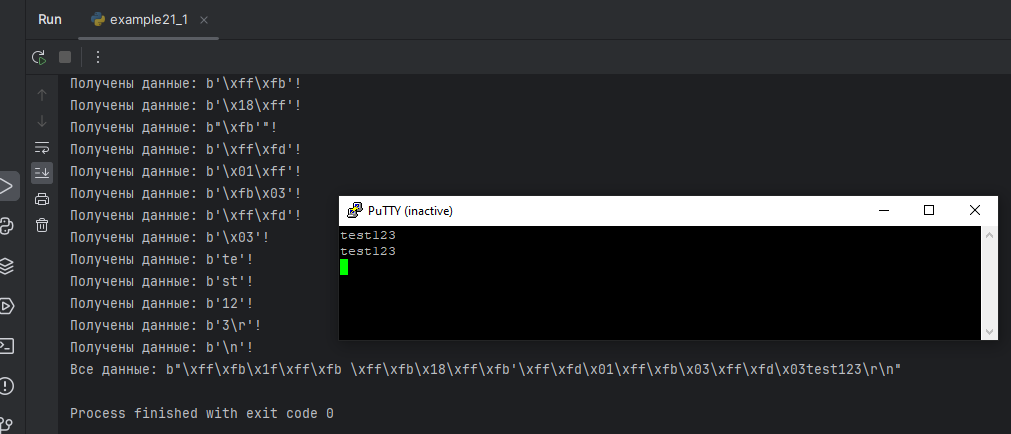 Run
example21_1
Получены данные: b'\xff\xfb'!
Получены данные: b'\x18\xff'!
Получены данные: b"\xfb'"!
Получены данные: b'\xff\xfd'!
Получены данные: b'\x01\xff'!
Получены данные: b'\xfb\x03'!
Получены данные: b'\xff\xfd'!
Получены данные: b'\x03'!
Получены данные: b'te'!
Получены данные: b'st'!
Получены данные: b'12'!
Получены данные: b'3\r'!
Получены данные: b'\n'!
Все данные: b"\xff\xfb\x1f\xff\xfb \xff\xfb\x18\xff\xfb'\xff\xfd\x01\xff\xfb\x03\xff\xfd\x03test123\r\n"
Process finished with exit code 0
PuTTY (inactive)
test123
test123